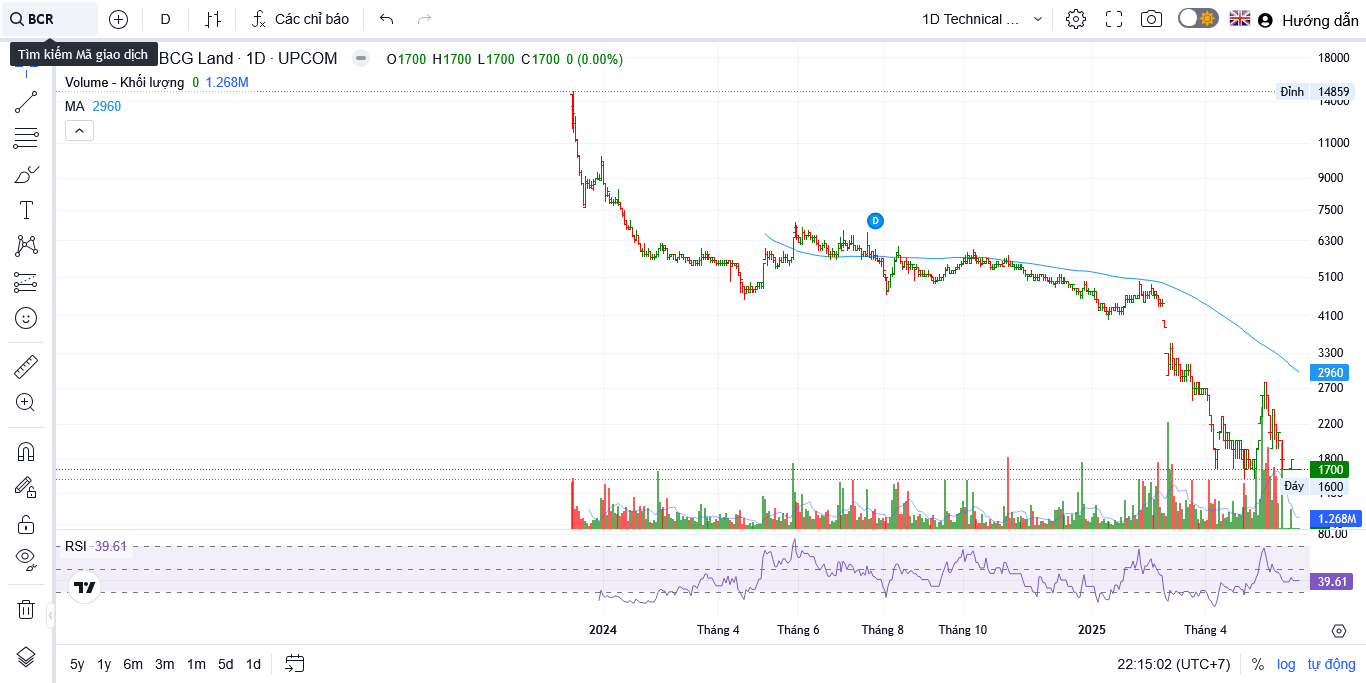 BCR
D
Các chỉ báo
1D Technical ...
Hướng dẫn
Tìm kiếm Mã giao dịch
BCG Land · 1D · UPCOM
O1700 H1700 L1700 C1700 0 (0.00%)
Volume - Khối lượng 0 1.268M
MA 2960
18000
Đỉnh 14859
14000
11000
9000
7500
D
6300
5100
4100
3300
2960
2700
2200
1800
1700
Đáy 1600
1.268M
80.00
RSI 39.61
39.61
2024
Tháng 4
Tháng 6
Tháng 8
Tháng 10
2025
Tháng 4
5y 1y 6m 3m 1m 5d 1d
22:15:02 (UTC+7)
% log tự động